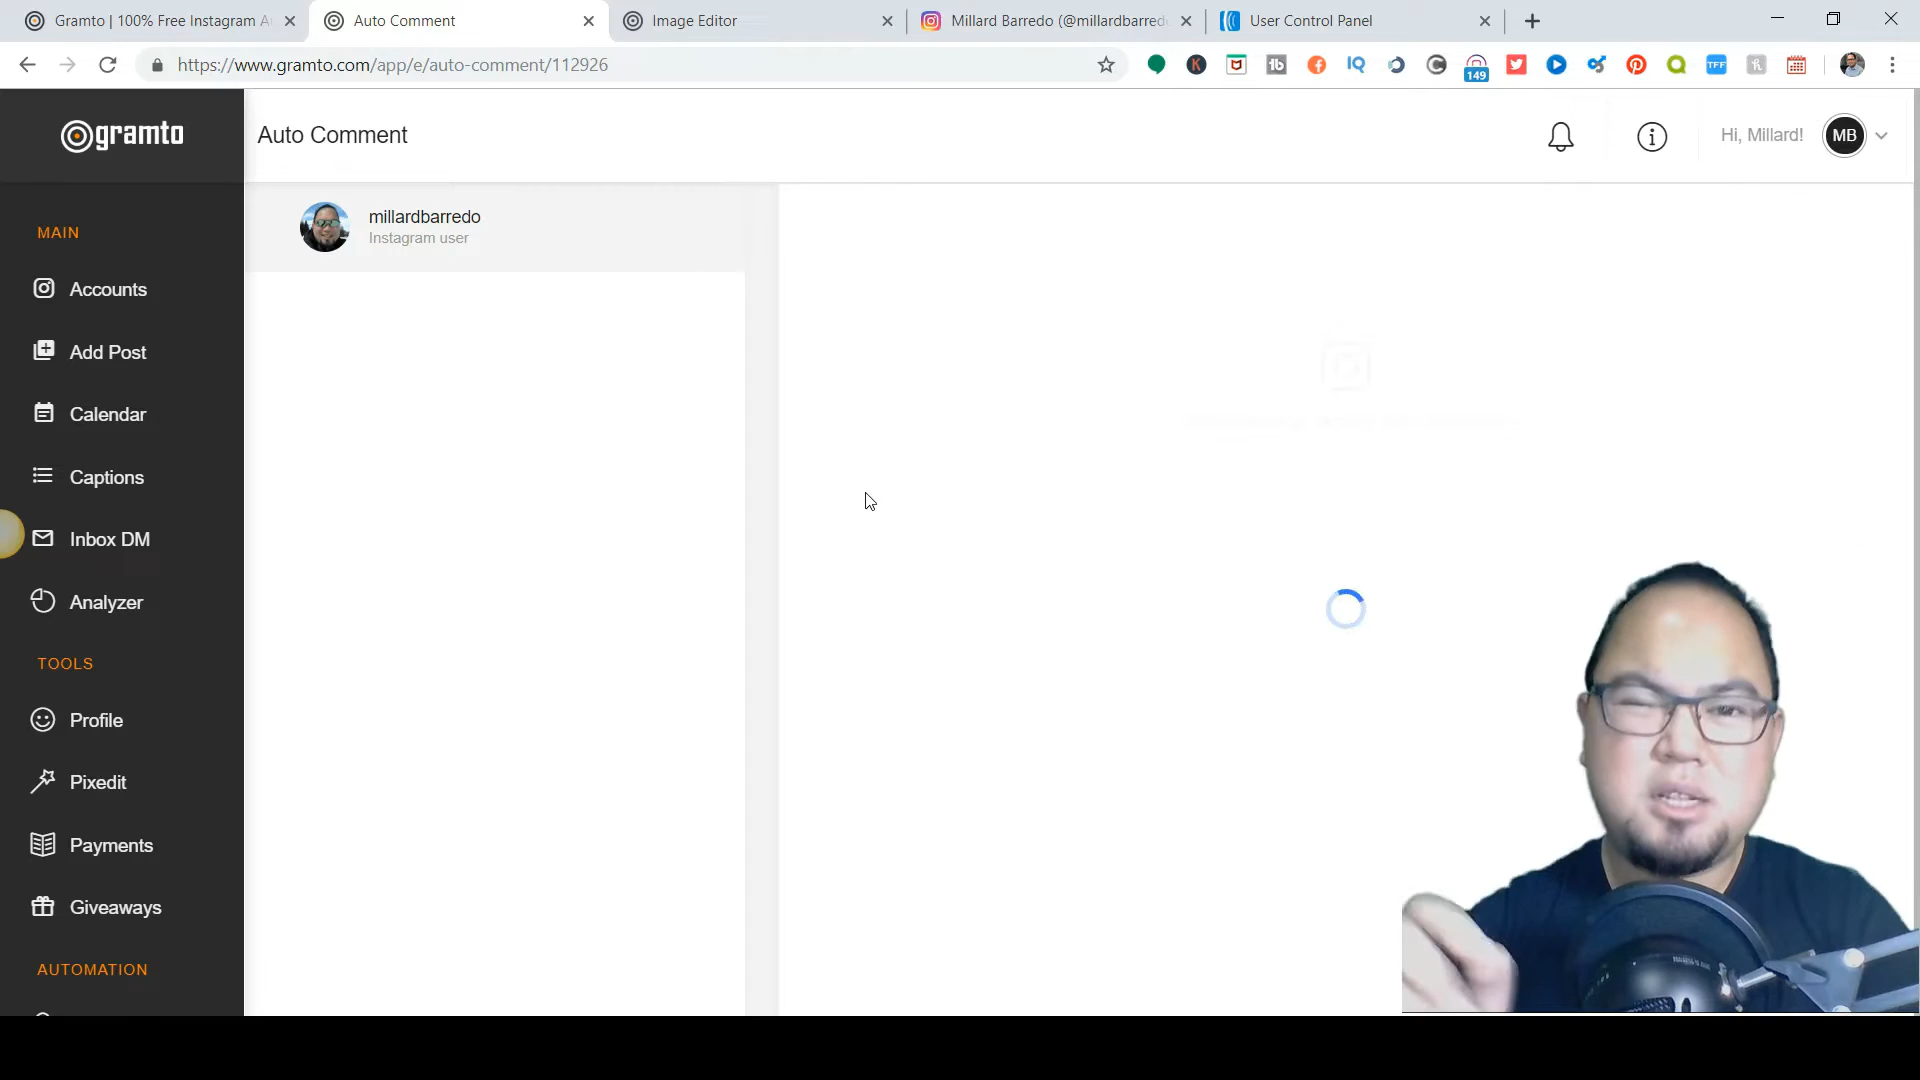 Gramto | 100% Free Instagram A
Auto Comment
Image Editor
Millard Barredo (@millardbarred
User Control Panel
https://www.gramto.com/app/e/auto-comment/112926
149
TFF
gramto
Auto Comment
Hi, Millard!
MB
millardbarredo
Instagram user
MAIN
Accounts
Add Post
Calendar
Captions
Inbox DM
Analyzer
TOOLS
Profile
Pixedit
Payments
Giveaways
AUTOMATION